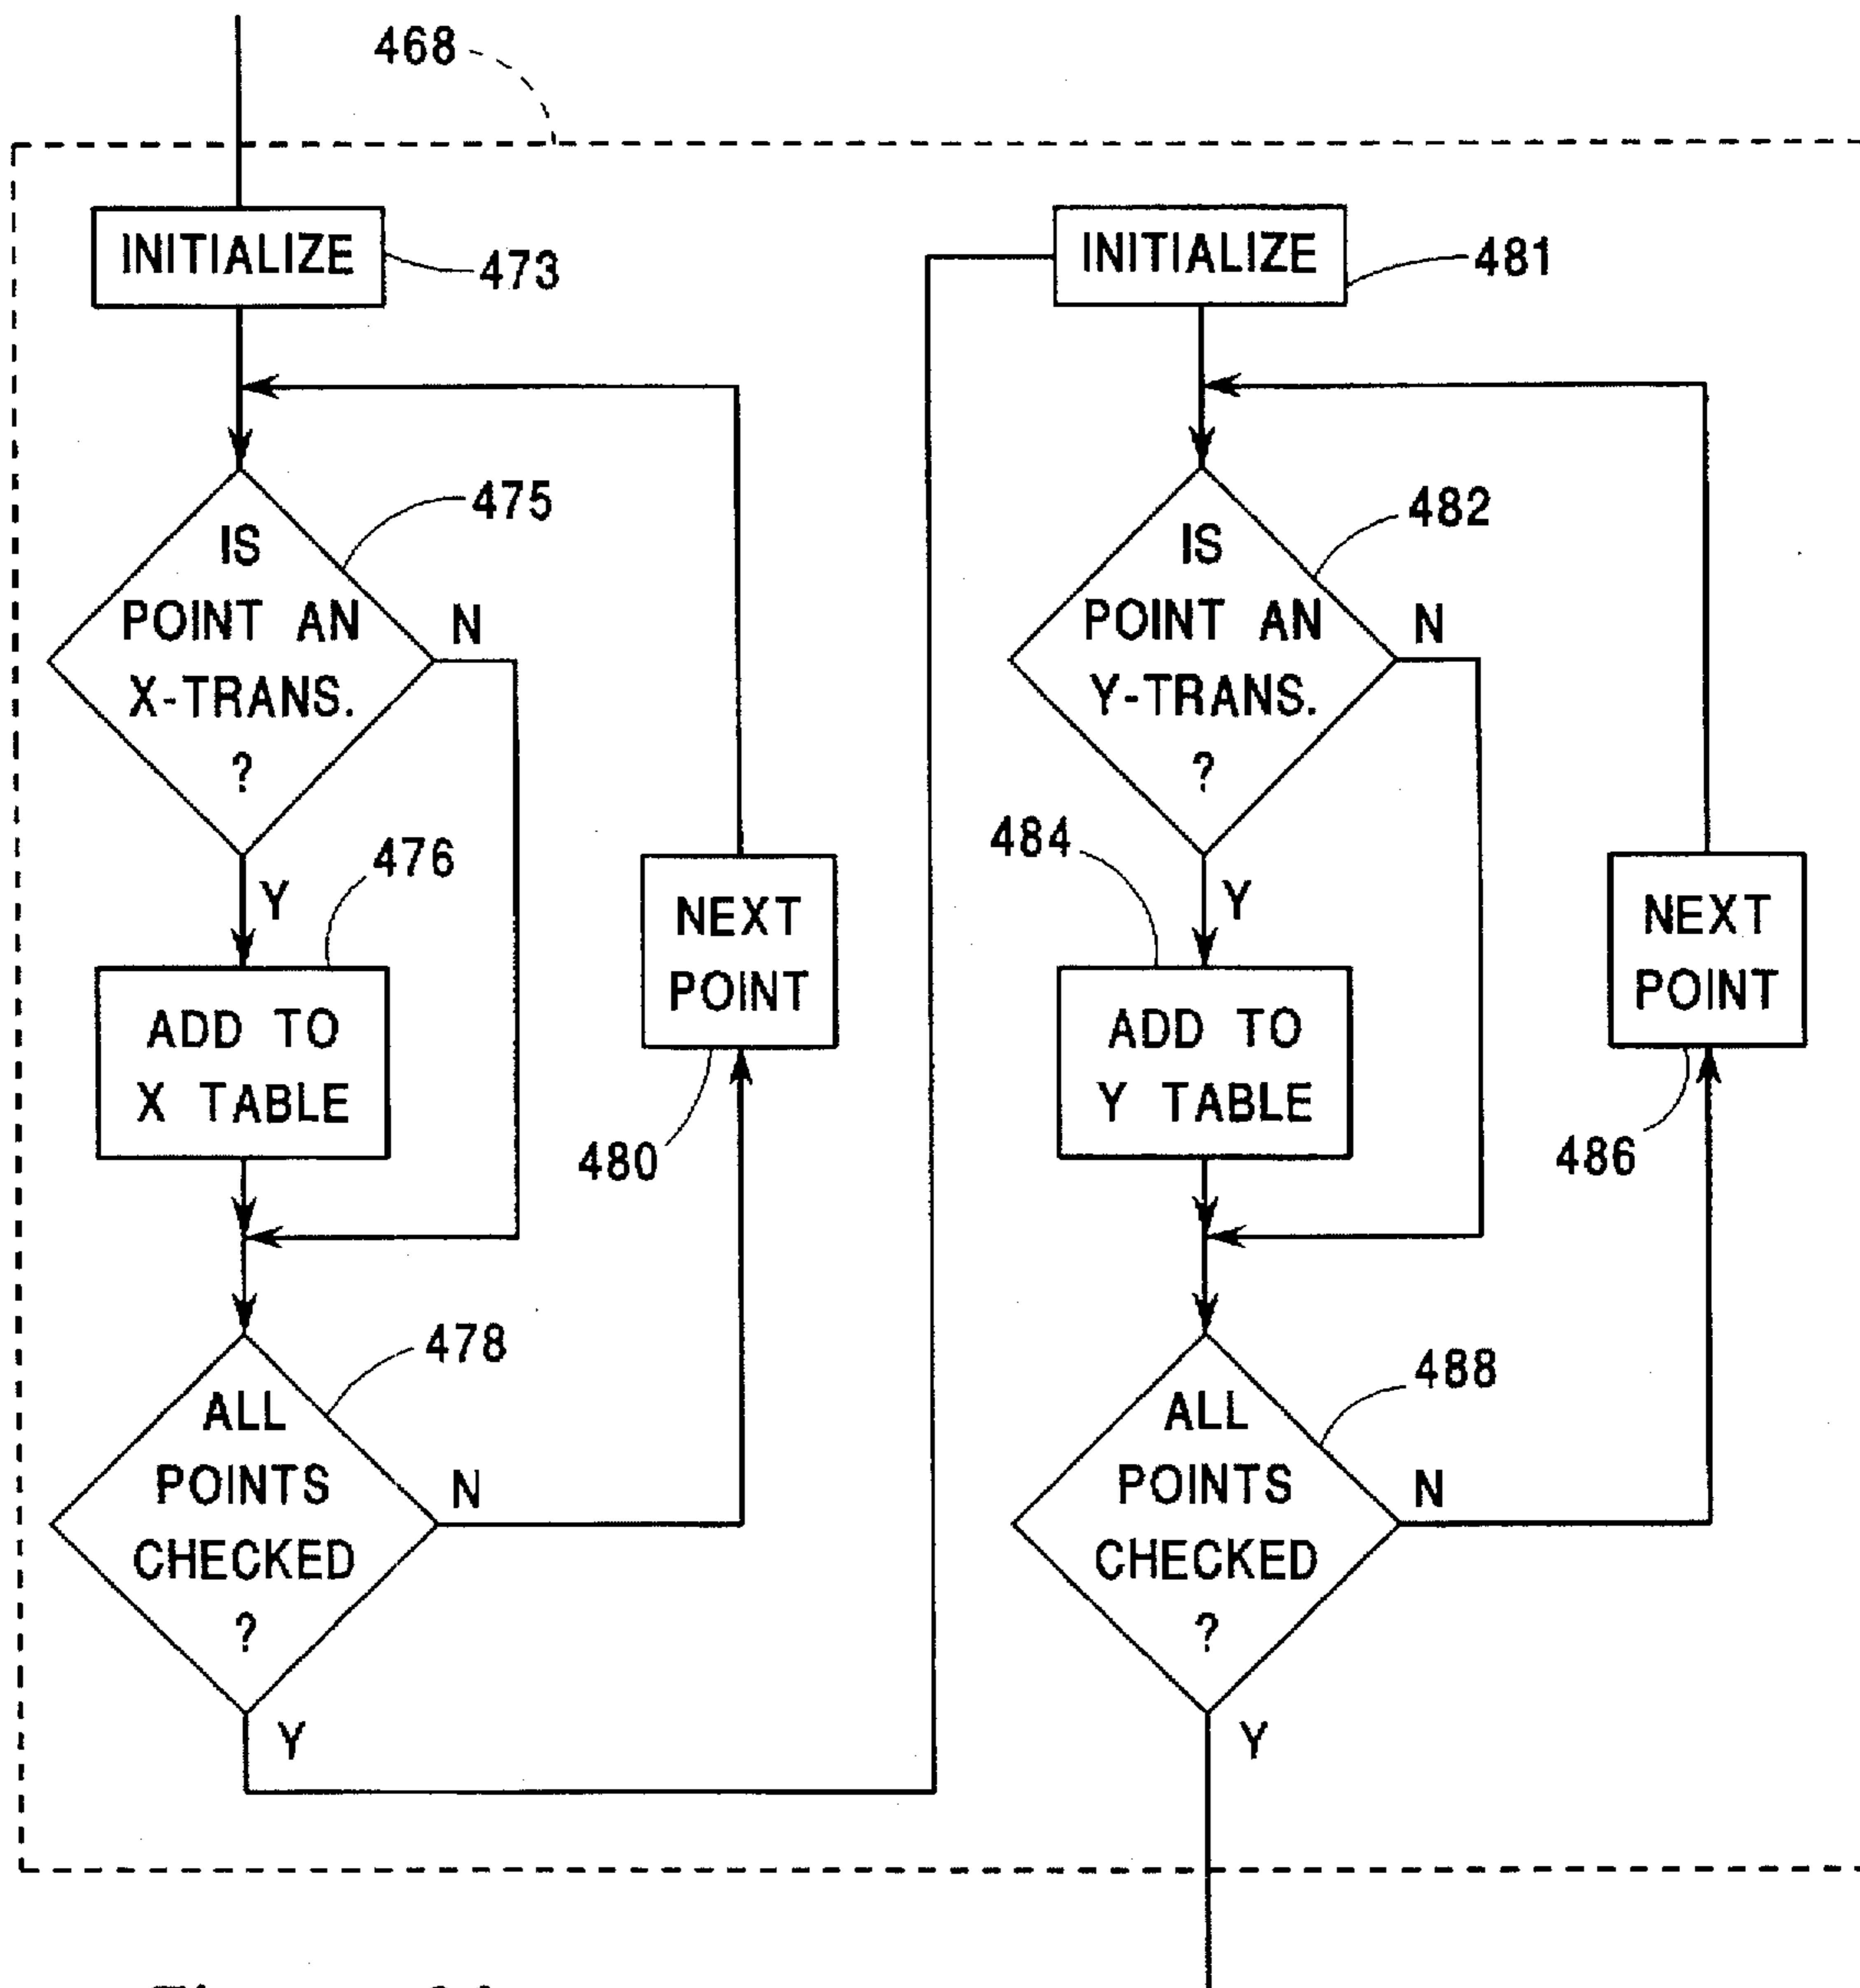 468
INITIALIZE
473
IS
POINT AN
X-TRANS.
?
475
N
Y
476
ADD TO
X TABLE
NEXT
POINT
480
478
ALL
POINTS
CHECKED
?
N
Y
INITIALIZE
481
IS
POINT AN
Y-TRANS.
?
482
N
Y
484
ADD TO
Y TABLE
NEXT
POINT
486
488
ALL
POINTS
CHECKED
?
N
Y